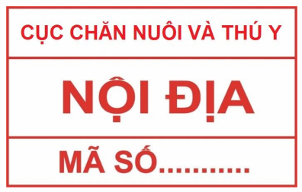 CỤC CHĂN NUÔI VÀ THÚ Y
NỘI ĐỊA
MÃ SỐ...........